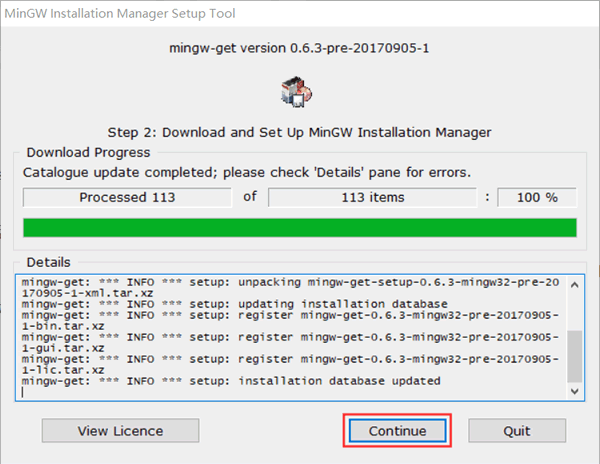 MinGW Installation Manager Setup Tool
mingw-get version 0.6.3-pre-20170905-1
Step 2: Download and Set Up MinGW Installation Manager
Download Progress
Catalogue update completed; please check 'Details' pane for errors.
Processed 113 of 113 items : 100 %
Details
mingw-get: *** INFO *** setup: unpacking mingw-get-setup-0.6.3-mingw32-pre-20
170905-1-xml.tar.xz
mingw-get: *** INFO *** setup: updating installation database
mingw-get: *** INFO *** setup: register mingw-get-0.6.3-mingw32-pre-20170905-
1-bin.tar.xz
mingw-get: *** INFO *** setup: register mingw-get-0.6.3-mingw32-pre-20170905-
1-gui.tar.xz
mingw-get: *** INFO *** setup: register mingw-get-0.6.3-mingw32-pre-20170905-
1-lic.tar.xz
mingw-get: *** INFO *** setup: installation database updated
View Licence Continue Quit